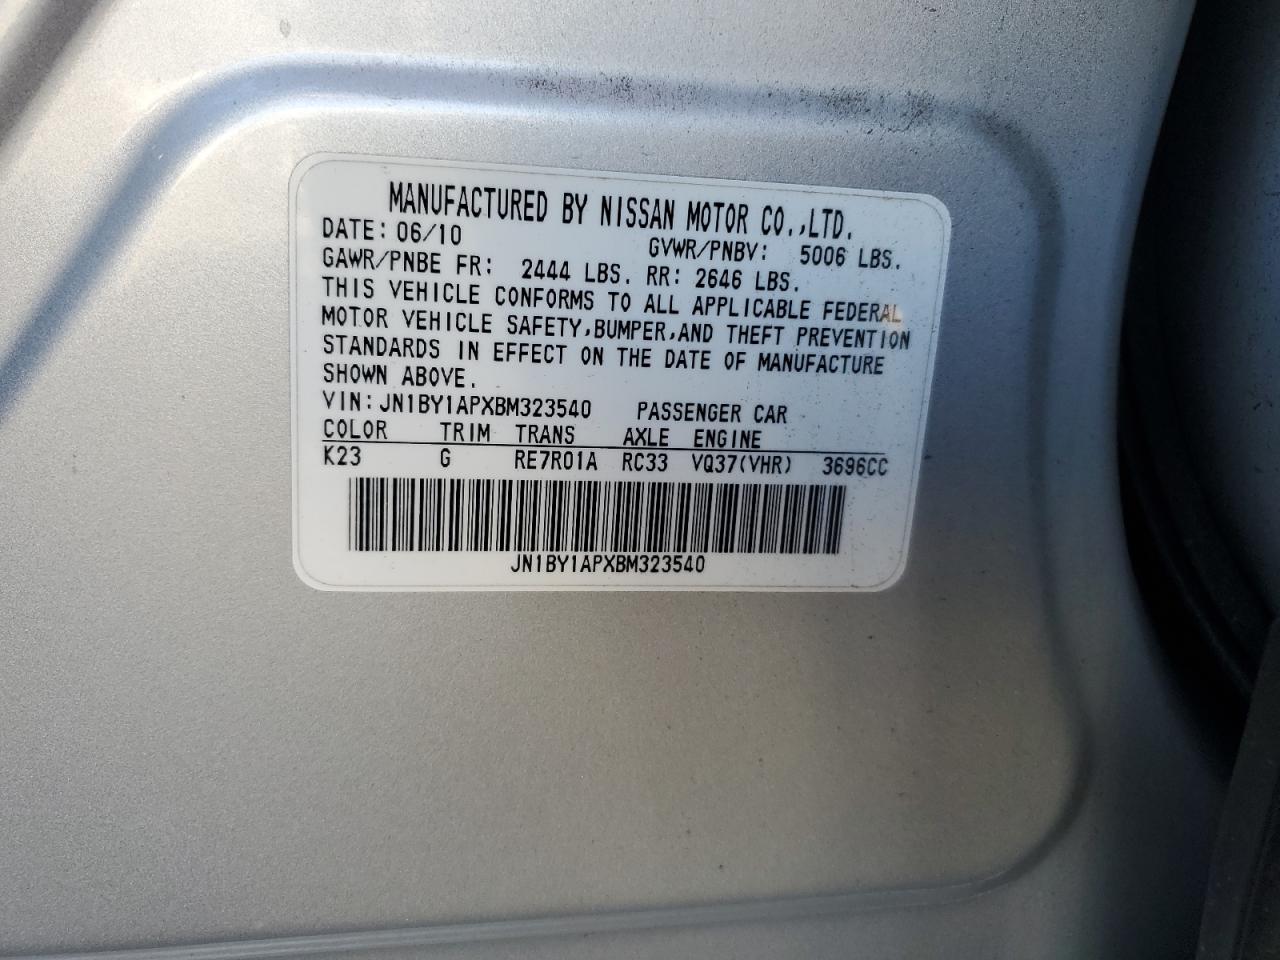 MANUFACTURED BY NISSAN MOTOR CO.,LTD.
DATE: 06/10 GVWR/PNBV: 5006 LBS.
GAWR/PNBE FR: 2444 LBS. RR: 2646 LBS.
THIS VEHICLE CONFORMS TO ALL APPLICABLE FEDERAL
MOTOR VEHICLE SAFETY,BUMPER,AND THEFT PREVENTION
STANDARDS IN EFFECT ON THE DATE OF MANUFACTURE
SHOWN ABOVE.
VIN: JN1BY1APXBM323540 PASSENGER CAR
COLOR TRIM TRANS AXLE ENGINE
K23 G RE7R01A RC33 VQ37(VHR) 3696CC
JN1BY1APXBM323540